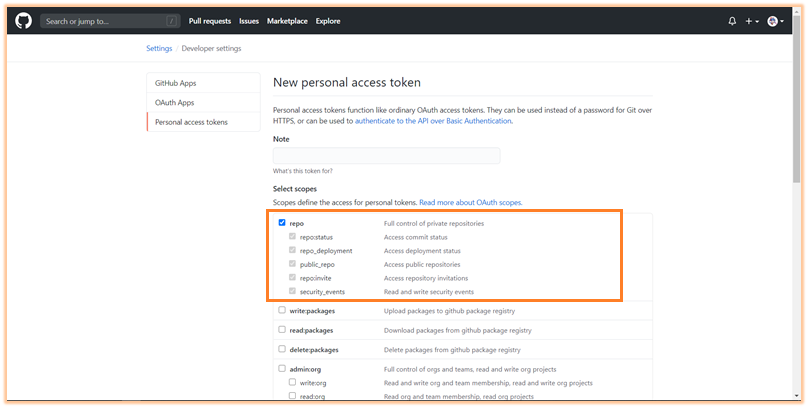 Search or jump to...
/
Pull requests Issues Marketplace Explore
Settings / Developer settings
GitHub Apps
OAuth Apps
Personal access tokens
New personal access token
Personal access tokens function like ordinary OAuth access tokens. They can be used instead of a password for Git over
HTTPS, or can be used to authenticate to the API over Basic Authentication.
Note
What's this token for?
Select scopes
Scopes define the access for personal tokens. Read more about OAuth scopes.
repo Full control of private repositories
repo:status Access commit status
repo_deployment Access deployment status
public_repo Access public repositories
repo:invite Access repository invitations
security_events Read and write security events
write:packages Upload packages to github package registry
read:packages Download packages from github package registry
delete:packages Delete packages from github package registry
admin:org Full control of orgs and teams, read and write org projects
write:org Read and write org and team membership, read and write org projects
read:org Read org and team membership, read org projects